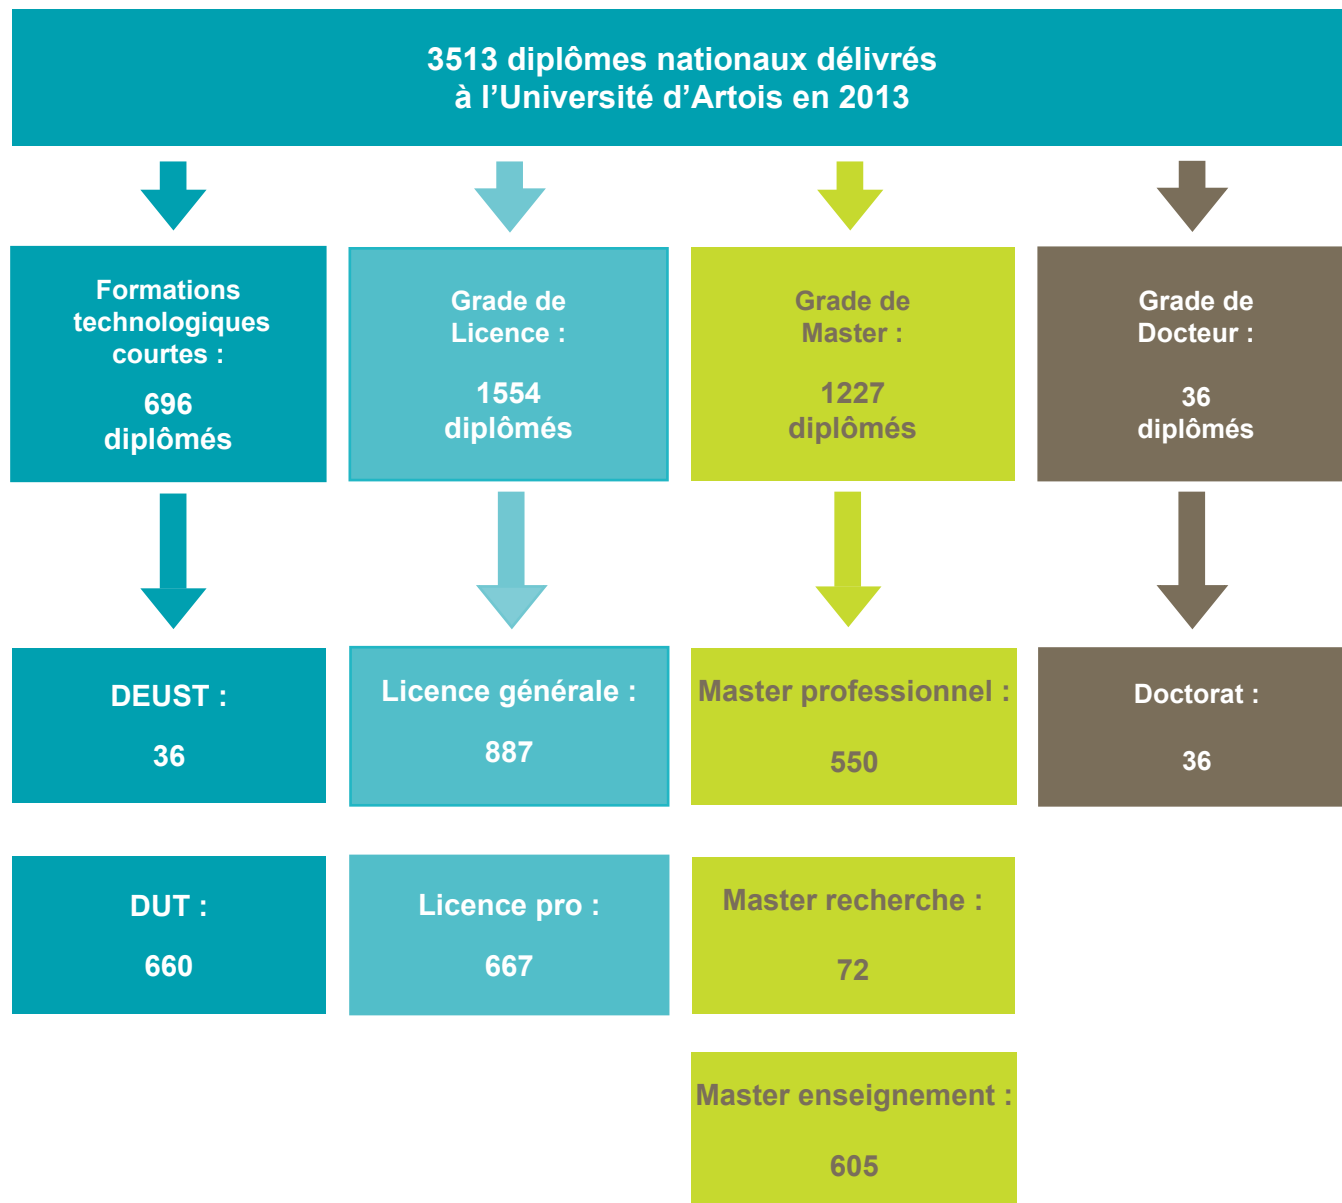 3513 diplômes nationaux délivrés
à l’Université d’Artois en 2013
Formations
technologiques
courtes :
696
diplômés
Grade de
Licence :
1554
diplômés
Grade de
Master :
1227
diplômés
Grade de
Docteur :
36
diplômés
DEUST :
36
Licence générale :
887
Master professionnel :
550
Doctorat :
36
DUT :
660
Licence pro :
667
Master recherche :
72
Master enseignement :
605